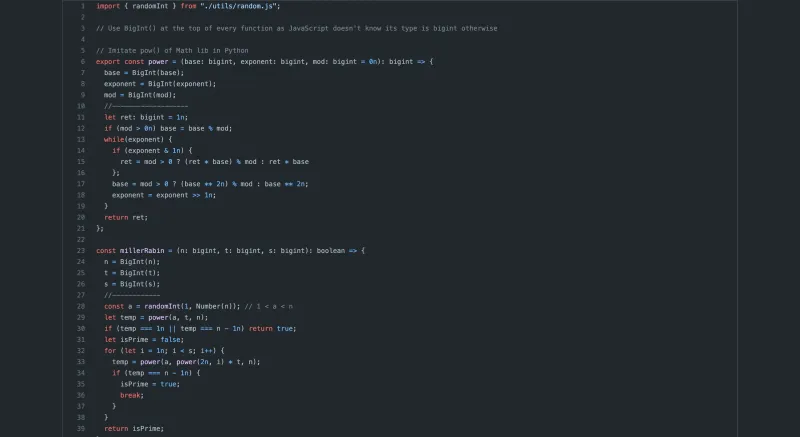 1 import { randomInt } from "./utils/random.js";
2
3 // Use BigInt() at the top of every function as JavaScript doesn't know its type is bigint otherwise
4
5 // Imitate pow() of Math lib in Python
6 export const power = (base: bigint, exponent: bigint, mod: bigint = 0n): bigint => {
7 base = BigInt(base);
8 exponent = BigInt(exponent);
9 mod = BigInt(mod);
10 //-------------------
11 let ret: bigint = 1n;
12 if (mod > 0n) base = base % mod;
13 while(exponent) {
14 if (exponent & 1n) {
15 ret = mod > 0 ? (ret * base) % mod : ret * base
16 };
17 base = mod > 0 ? (base ** 2n) % mod : base ** 2n;
18 exponent = exponent >> 1n;
19 }
20 return ret;
21 };
22
23 const millerRabin = (n: bigint, t: bigint, s: bigint): boolean => {
24 n = BigInt(n);
25 t = BigInt(t);
26 s = BigInt(s);
27 //------------
28 const a = randomInt(1, Number(n)); // 1 < a < n
29 let temp = power(a, t, n);
30 if (temp === 1n || temp === n - 1n) return true;
31 let isPrime = false;
32 for (let i = 1n; i < s; i++) {
33 temp = power(a, power(2n, i) * t, n);
34 if (temp === n - 1n) {
35 isPrime = true;
36 break;
37 }
38 }
39 return isPrime;